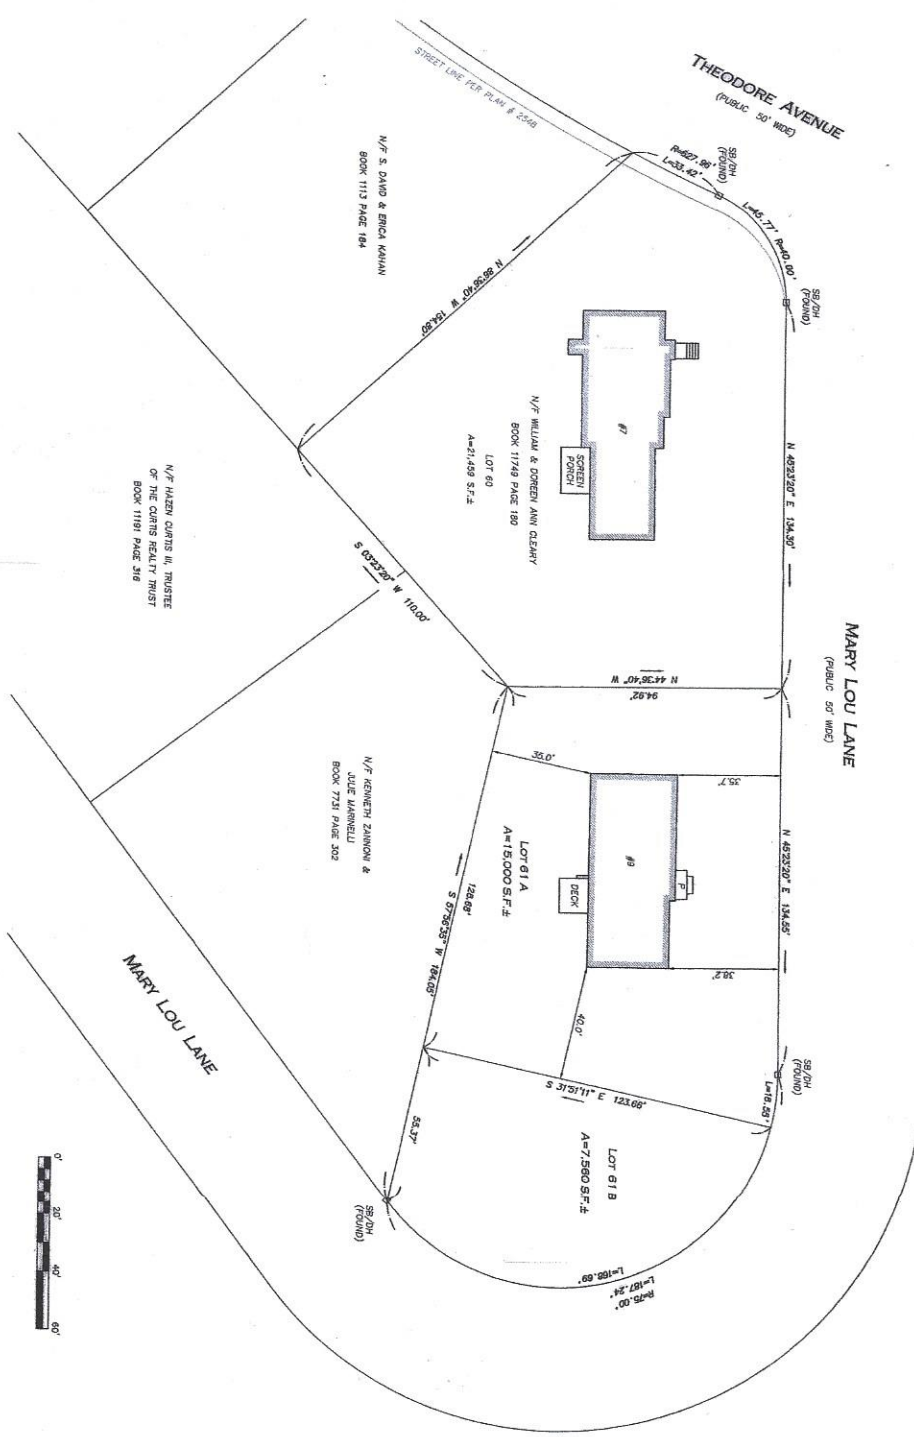 THEODORE AVENUE
(PUBLIC 50' WIDE)
STREET LINE PER PLAN # 2548
SB/DH
(FOUND)
R=627.96'
L=33.42'
L=45.77' R=40.00'
SB/DH
(FOUND)
N/F S. DAVID & ERICA KAHAN
BOOK 1113 PAGE 184
N 86°36'40" W 154.80'
#7
SCREEN
PORCH
N/F WILLIAM & DOREEN ANN CLEARY
BOOK 11749 PAGE 180
LOT 60
A=21,459 S.F.±
N 45°23'20" E 134.30'
MARY LOU LANE
(PUBLIC 50' WIDE)
N/F HAZEN CURTIS III, TRUSTEE
OF THE CURTIS REALTY TRUST
BOOK 11191 PAGE 316
S 03°23'20" W 110.00'
N 44°36'40" W
94.92'
35.0'
35.7'
N 45°23'20" E 134.55'
#9
P
DECK
LOT 61 A
A=15,000 S.F.±
38.2'
40.0'
N/F KENNETH ZANNONI &
JULIE MARINELLI
BOOK 7731 PAGE 302
128.68'
S 57°56'35" W 184.05'
SB/DH
(FOUND)
L=18.55'
S 31°51'11" E 123.66'
LOT 61 B
A=7,560 S.F.±
55.37'
SB/DH
(FOUND)
L=168.69'
L=187.24'
R=75.00'
MARY LOU LANE
0' 20' 40' 60'